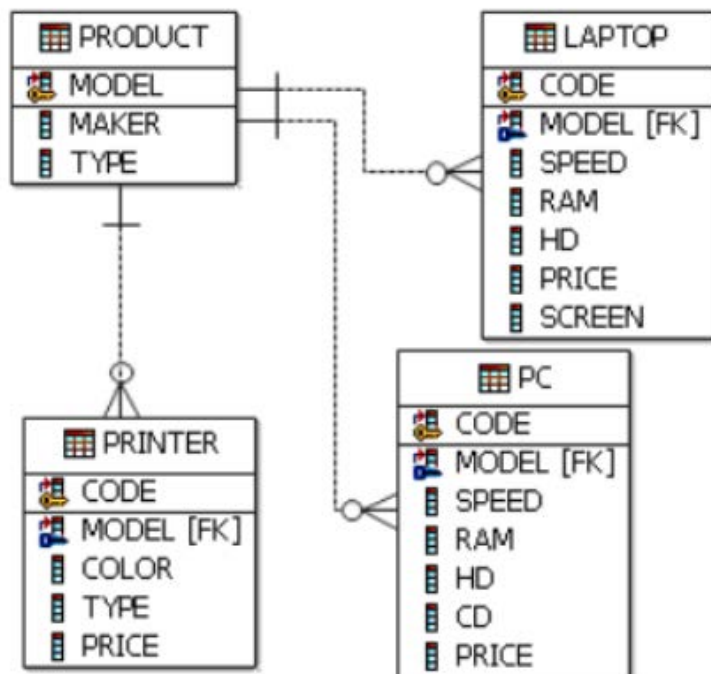 PRODUCT
MODEL
MAKER
TYPE
LAPTOP
CODE
MODEL [FK]
SPEED
RAM
HD
PRICE
SCREEN
PRINTER
CODE
MODEL [FK]
COLOR
TYPE
PRICE
PC
CODE
MODEL [FK]
SPEED
RAM
HD
CD
PRICE